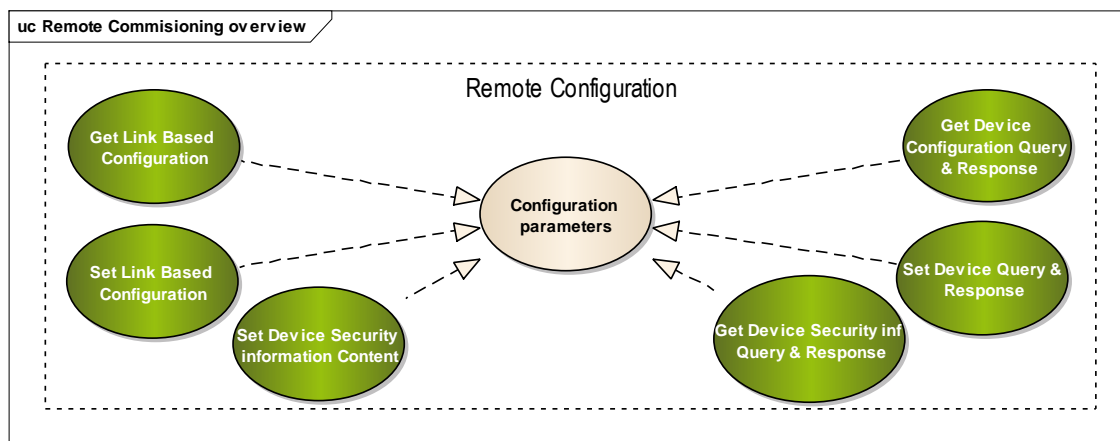 uc Remote Commisioning overview
Remote Configuration
Get Link Based
Configuration
Set Link Based
Configuration
Set Device Security
information Content
Configuration
parameters
Get Device
Configuration Query
& Response
Set Device Query &
Response
Get Device Security inf
Query & Response